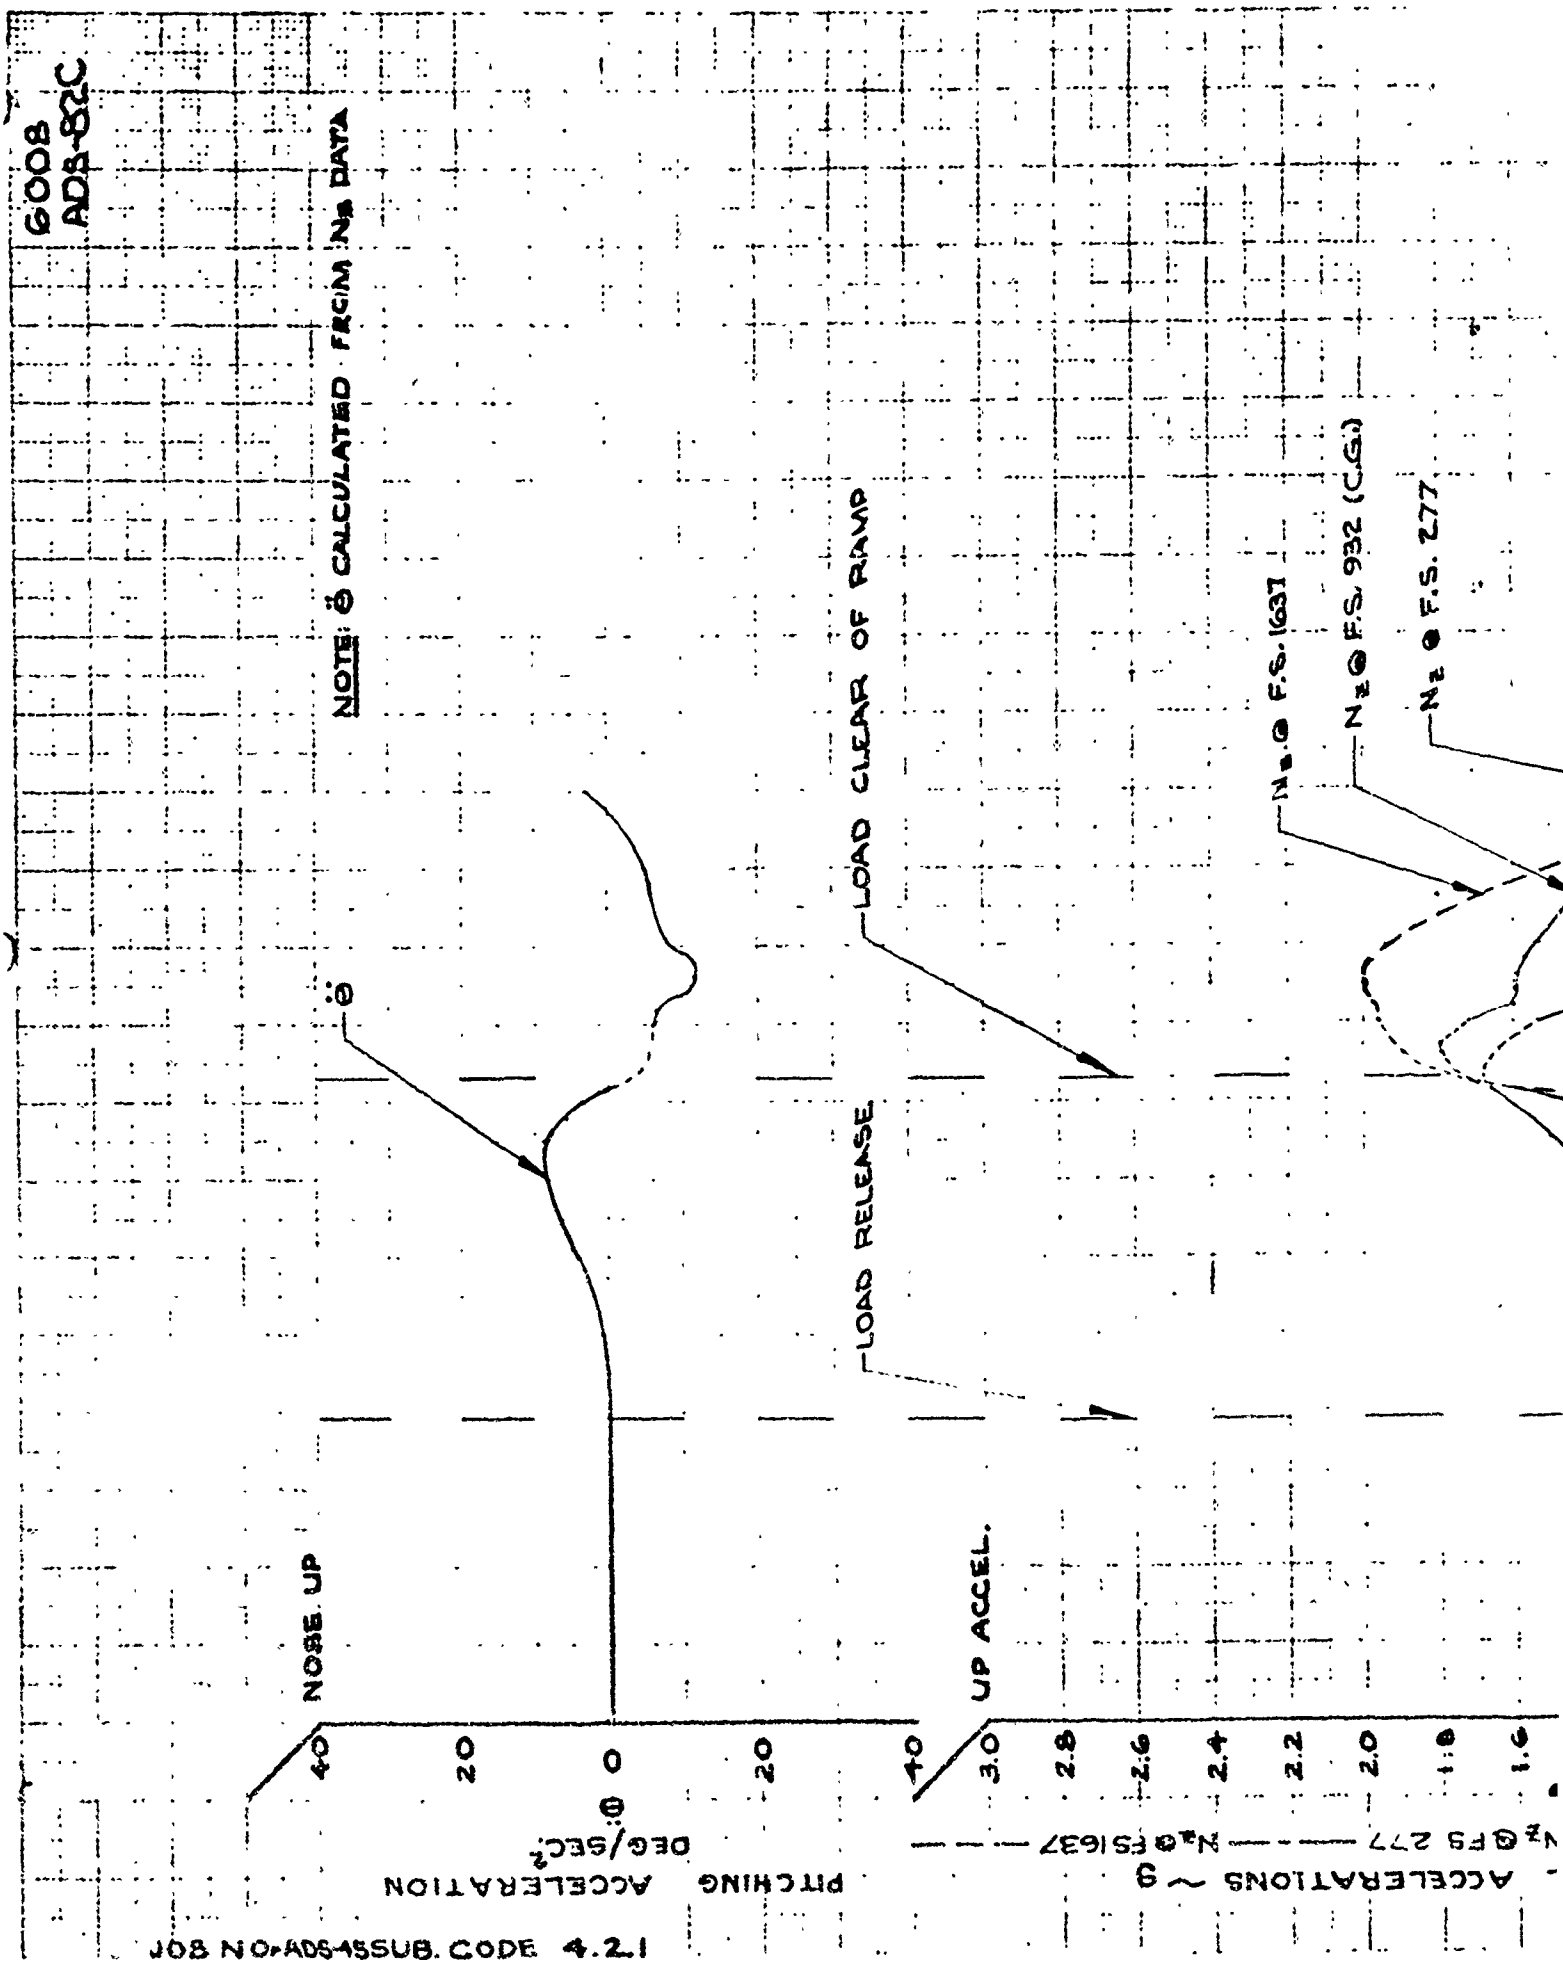 6008
ADS-82C
NOTE: Θ̈ CALCULATED FROM Nz DATA
Θ̈
NOSE UP
40
20
0
20
40
Θ̈
PITCHING ACCELERATION
DEG/SEC.²
LOAD CLEAR OF RAMP
LOAD RELEASE
Nz @ F.S. 1637
Nz @ F.S. 932 (C.G.)
Nz @ F.S. 277
UP ACCEL.
3.0
2.8
2.6
2.4
2.2
2.0
1.8
1.6
ACCELERATIONS ~ g
Nz @ FS 277
Nz @ FS1637
JOB NO. ADS-45 SUB. CODE 4.2.1